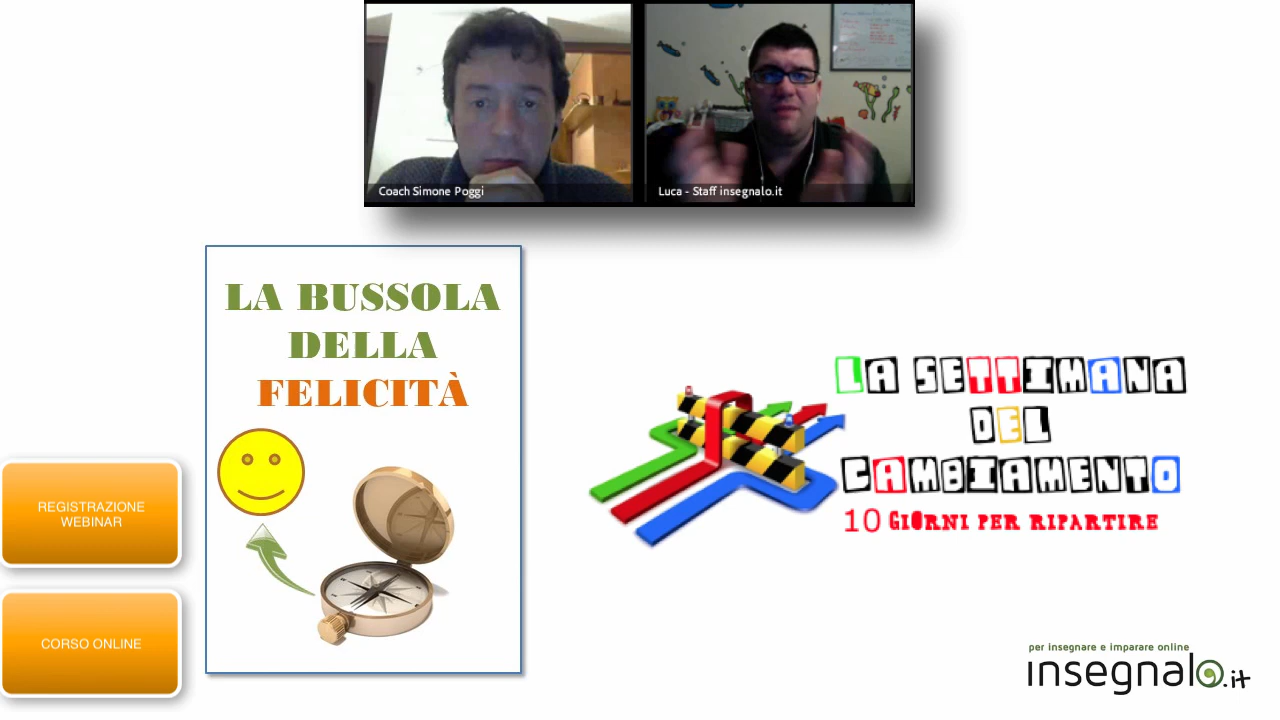 Coach Simone Poggi
Luca - Staff insegnalo.it
LA BUSSOLA
DELLA
FELICITÀ
LA SETTIMANA
DEL
CAMBIAMENTO
10 GIORNI PER RIPARTIRE
REGISTRAZIONE
WEBINAR
CORSO ONLINE
per insegnare e imparare online
insegnalo.it